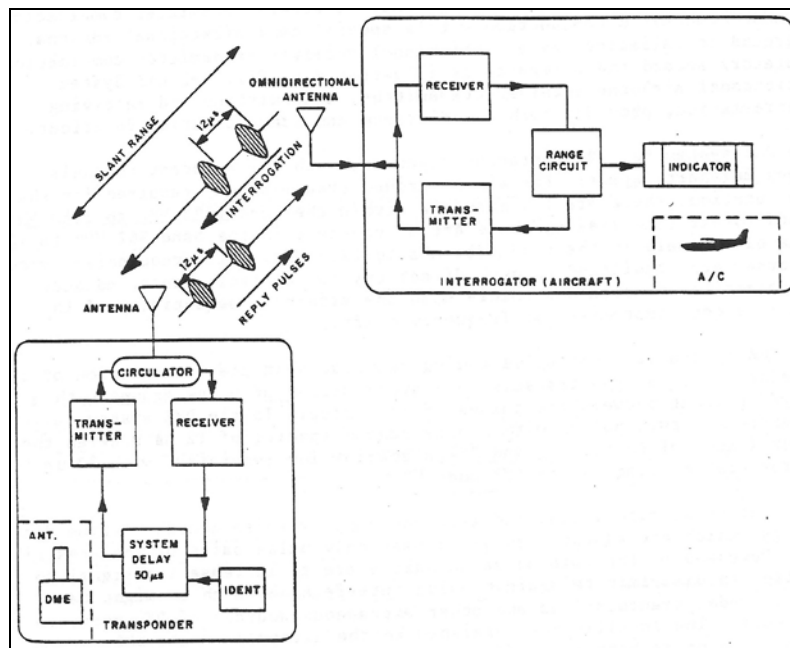 OMNIDIRECTIONAL
ANTENNA
RECEIVER
RANGE
CIRCUIT
INDICATOR
TRANS-
MITTER
A/C
INTERROGATOR (AIRCRAFT)
SLANT RANGE
12µs
INTERROGATION
12µs
REPLY PULSES
ANTENNA
CIRCULATOR
TRANS-
MITTER
RECEIVER
SYSTEM
DELAY
50µs
IDENT
ANT.
DME
TRANSPONDER